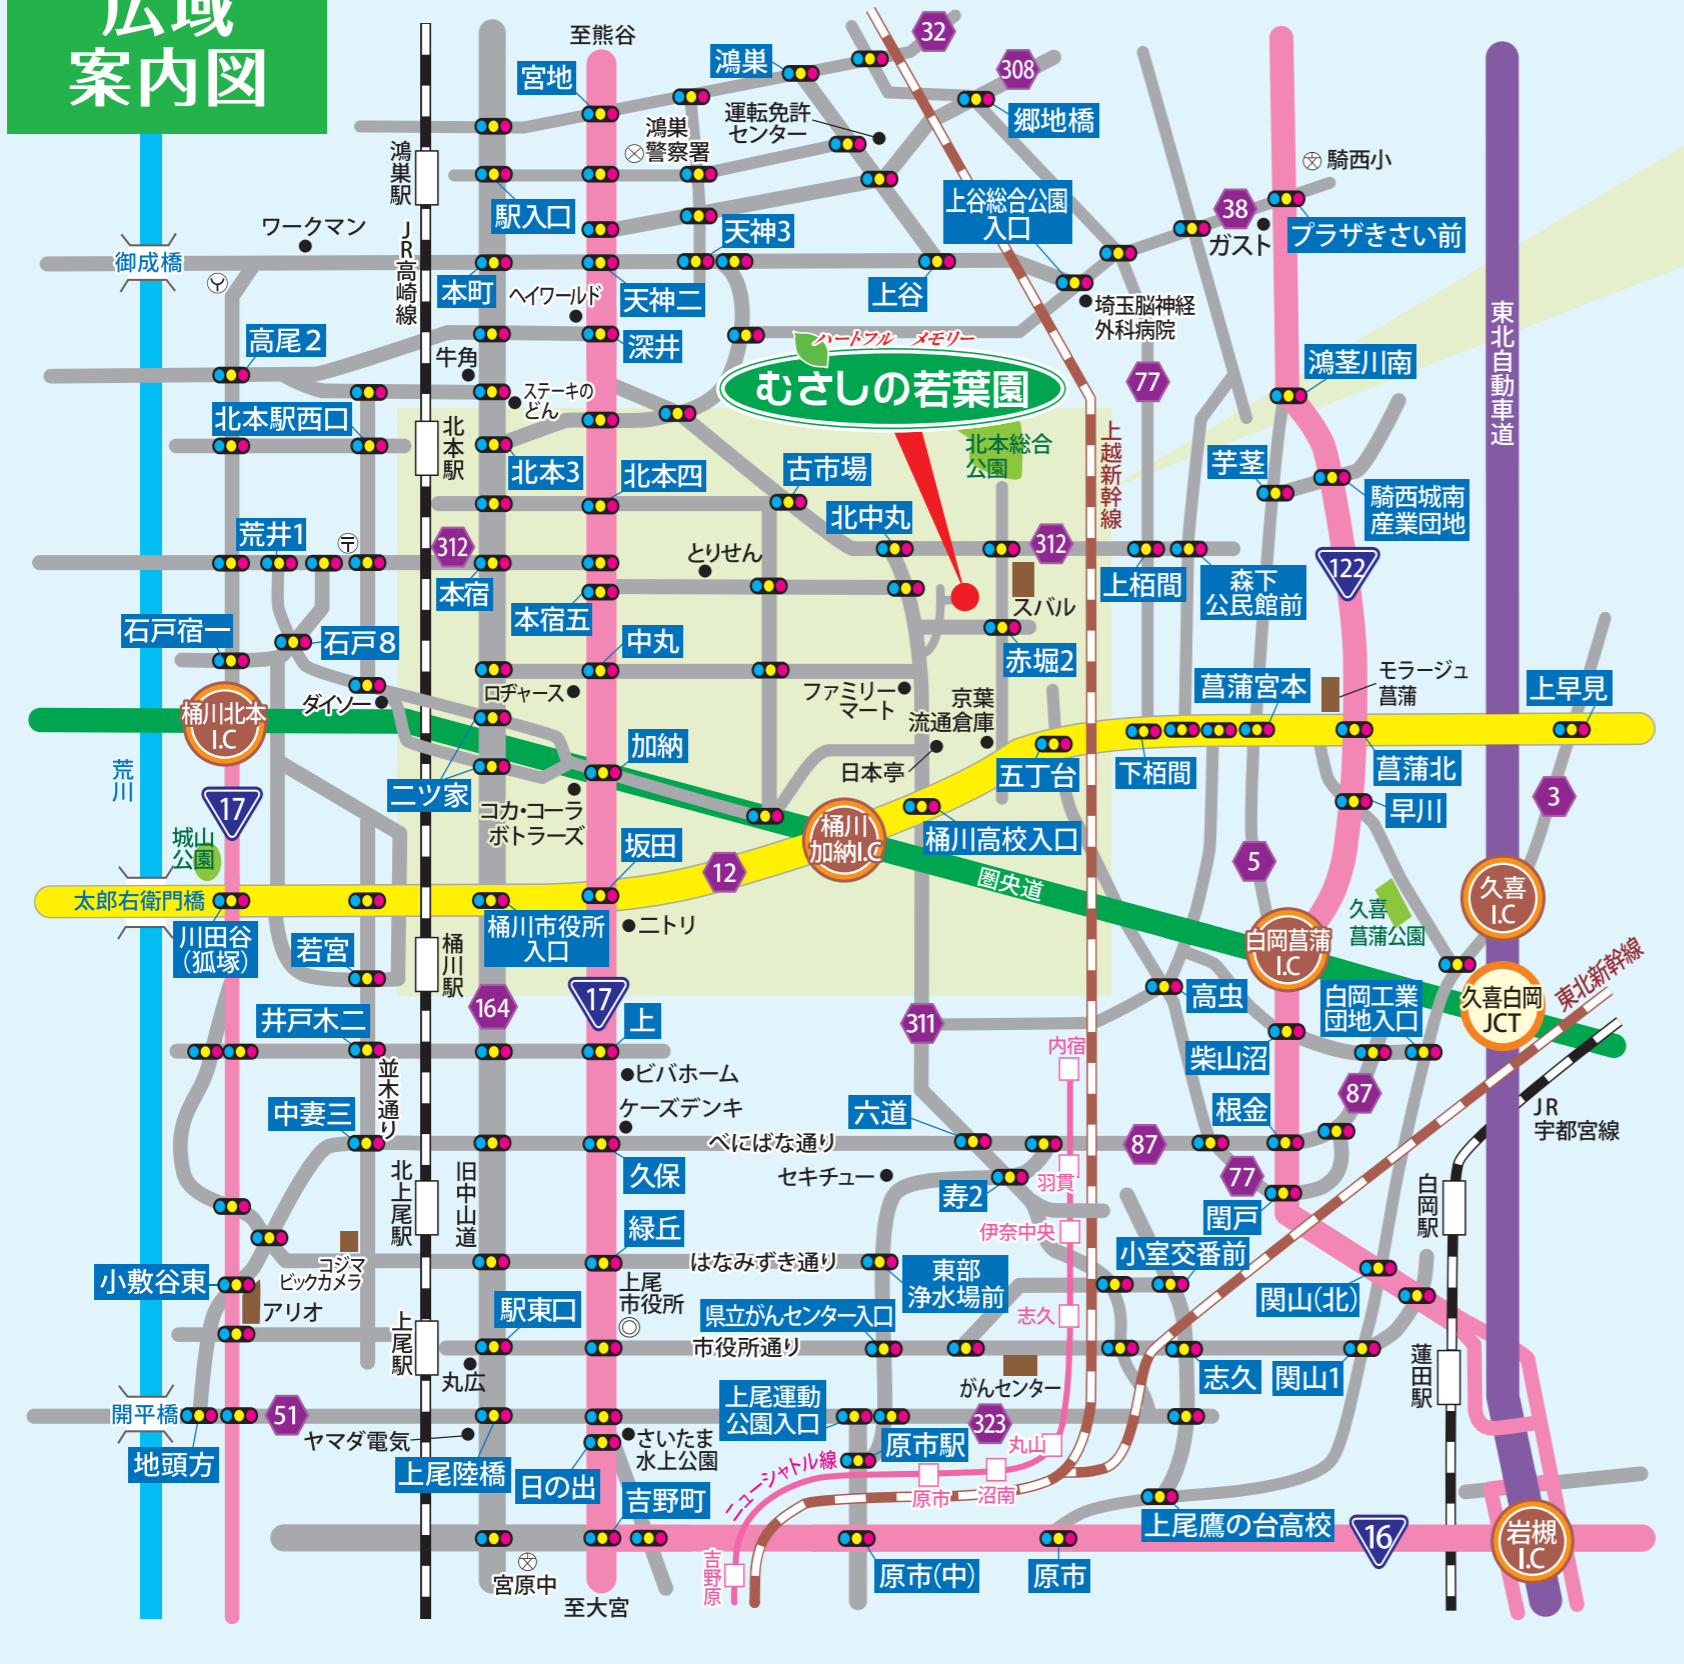 広域
案内図
至熊谷
32
308
鴻巣
宮地
運転免許
センター
郷地橋
鴻巣
警察署
鴻巣駅
騎西小
駅入口
上谷総合公園
入口
38
ガスト
プラザきさい前
ワークマン
JR高崎線
天神3
御成橋
本町
ヘイワールド
天神二
上谷
埼玉脳神経
外科病院
東北自動車道
高尾2
牛角
深井
ハートフル メモリー
むさしの若葉園
77
鴻茎川南
ステーキの
どん
北本駅西口
北本駅
北本3
北本四
古市場
北本総合
公園
上越新幹線
芋茎
騎西城南
産業団地
荒井1
312
北中丸
312
とりせん
本宿
本宿五
上栢間
森下
公民館前
122
スバル
石戸宿一
石戸8
中丸
赤堀2
ロヂャース
ダイソー
ファミリー
マート
京葉
流通倉庫
菖蒲宮本
モラージュ
菖蒲
上早見
桶川北本
I.C
加納
日本亭
五丁台
下栢間
菖蒲北
荒川
二ツ家
コカ・コーラ
ボトラーズ
17
早川
3
城山
公園
坂田
12
桶川
加納I.C
桶川高校入口
5
圏央道
太郎右衛門橋
久喜
I.C
川田谷
(狐塚)
若宮
桶川駅
桶川市役所
入口
ニトリ
白岡菖蒲
I.C
久喜
菖蒲公園
164
17
311
高虫
白岡工業
団地入口
久喜白岡
JCT
東北新幹線
井戸木二
上
内宿
柴山沼
並木通り
ビバホーム
87
JR
宇都宮線
中妻三
ケーズデンキ
べにばな通り
六道
87
根金
北上尾駅
旧中山道
久保
セキチュー
寿2
羽貫
77
閏戸
白岡駅
緑丘
伊奈中央
小室交番前
コジマ
ビックカメラ
はなみずき通り
小敷谷東
東部
浄水場前
関山(北)
アリオ
上尾
市役所
駅東口
県立がんセンター入口
志久
上尾駅
市役所通り
丸広
がんセンター
志久
関山1
蓮田駅
開平橋
51
上尾運動
公園入口
323
ヤマダ電気
さいたま
水上公園
原市駅
丸山
地頭方
上尾陸橋
日の出
吉野町
ニューシャトル線
原市
沼南
上尾鷹の台高校
16
岩槻
I.C
宮原中
吉野原
原市(中)
原市
至大宮